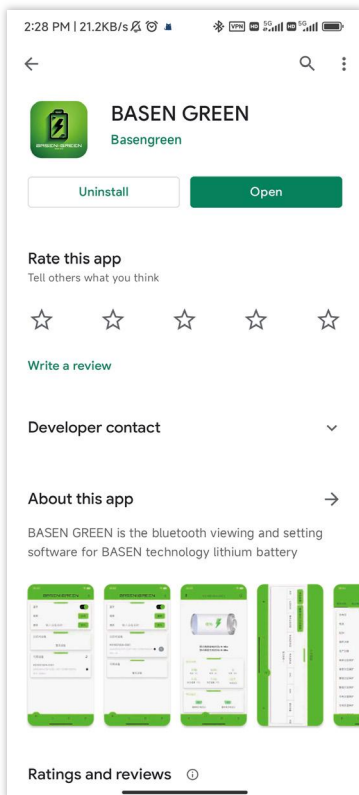 2:28 PM | 21.2KB/s
VPN HD 5G HD 5G
BASEN GREEN
BASEN GREEN
Basengreen
Uninstall
Open
Rate this app
Tell others what you think
Write a review
Developer contact
About this app
BASEN GREEN is the bluetooth viewing and setting
software for BASEN technology lithium battery
Ratings and reviews